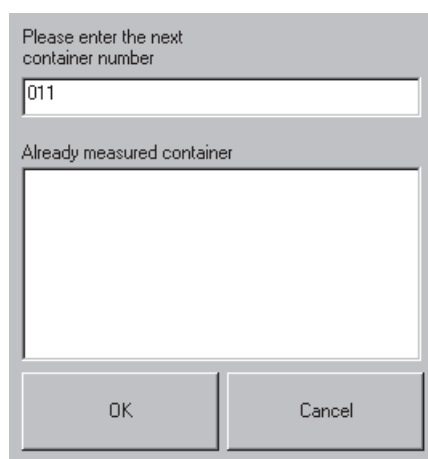 Please enter the next
container number
011
Already measured container
OK
Cancel